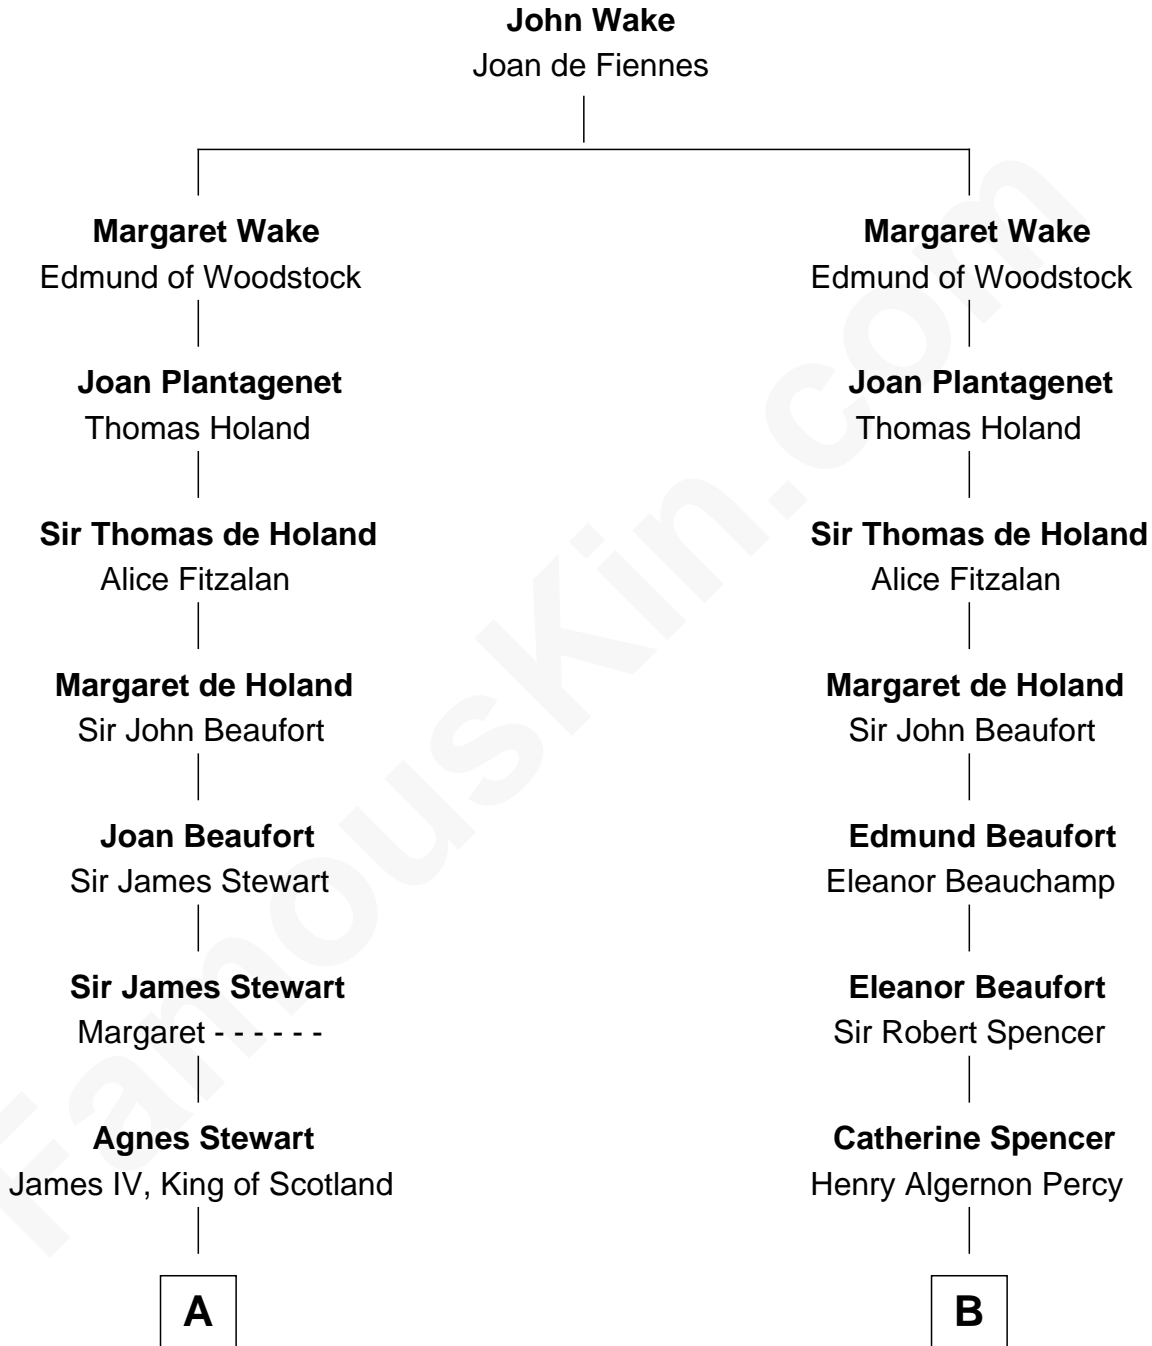 John Wake
Joan de Fiennes
Margaret Wake
Edmund of Woodstock
Margaret Wake
Edmund of Woodstock
Joan Plantagenet
Thomas Holand
Joan Plantagenet
Thomas Holand
Sir Thomas de Holand
Alice Fitzalan
Sir Thomas de Holand
Alice Fitzalan
Margaret de Holand
Sir John Beaufort
Margaret de Holand
Sir John Beaufort
Joan Beaufort
Sir James Stewart
Edmund Beaufort
Eleanor Beauchamp
Sir James Stewart
Margaret - - - - - -
Eleanor Beaufort
Sir Robert Spencer
Agnes Stewart
James IV, King of Scotland
Catherine Spencer
Henry Algernon Percy
A
B
FamousKin.com